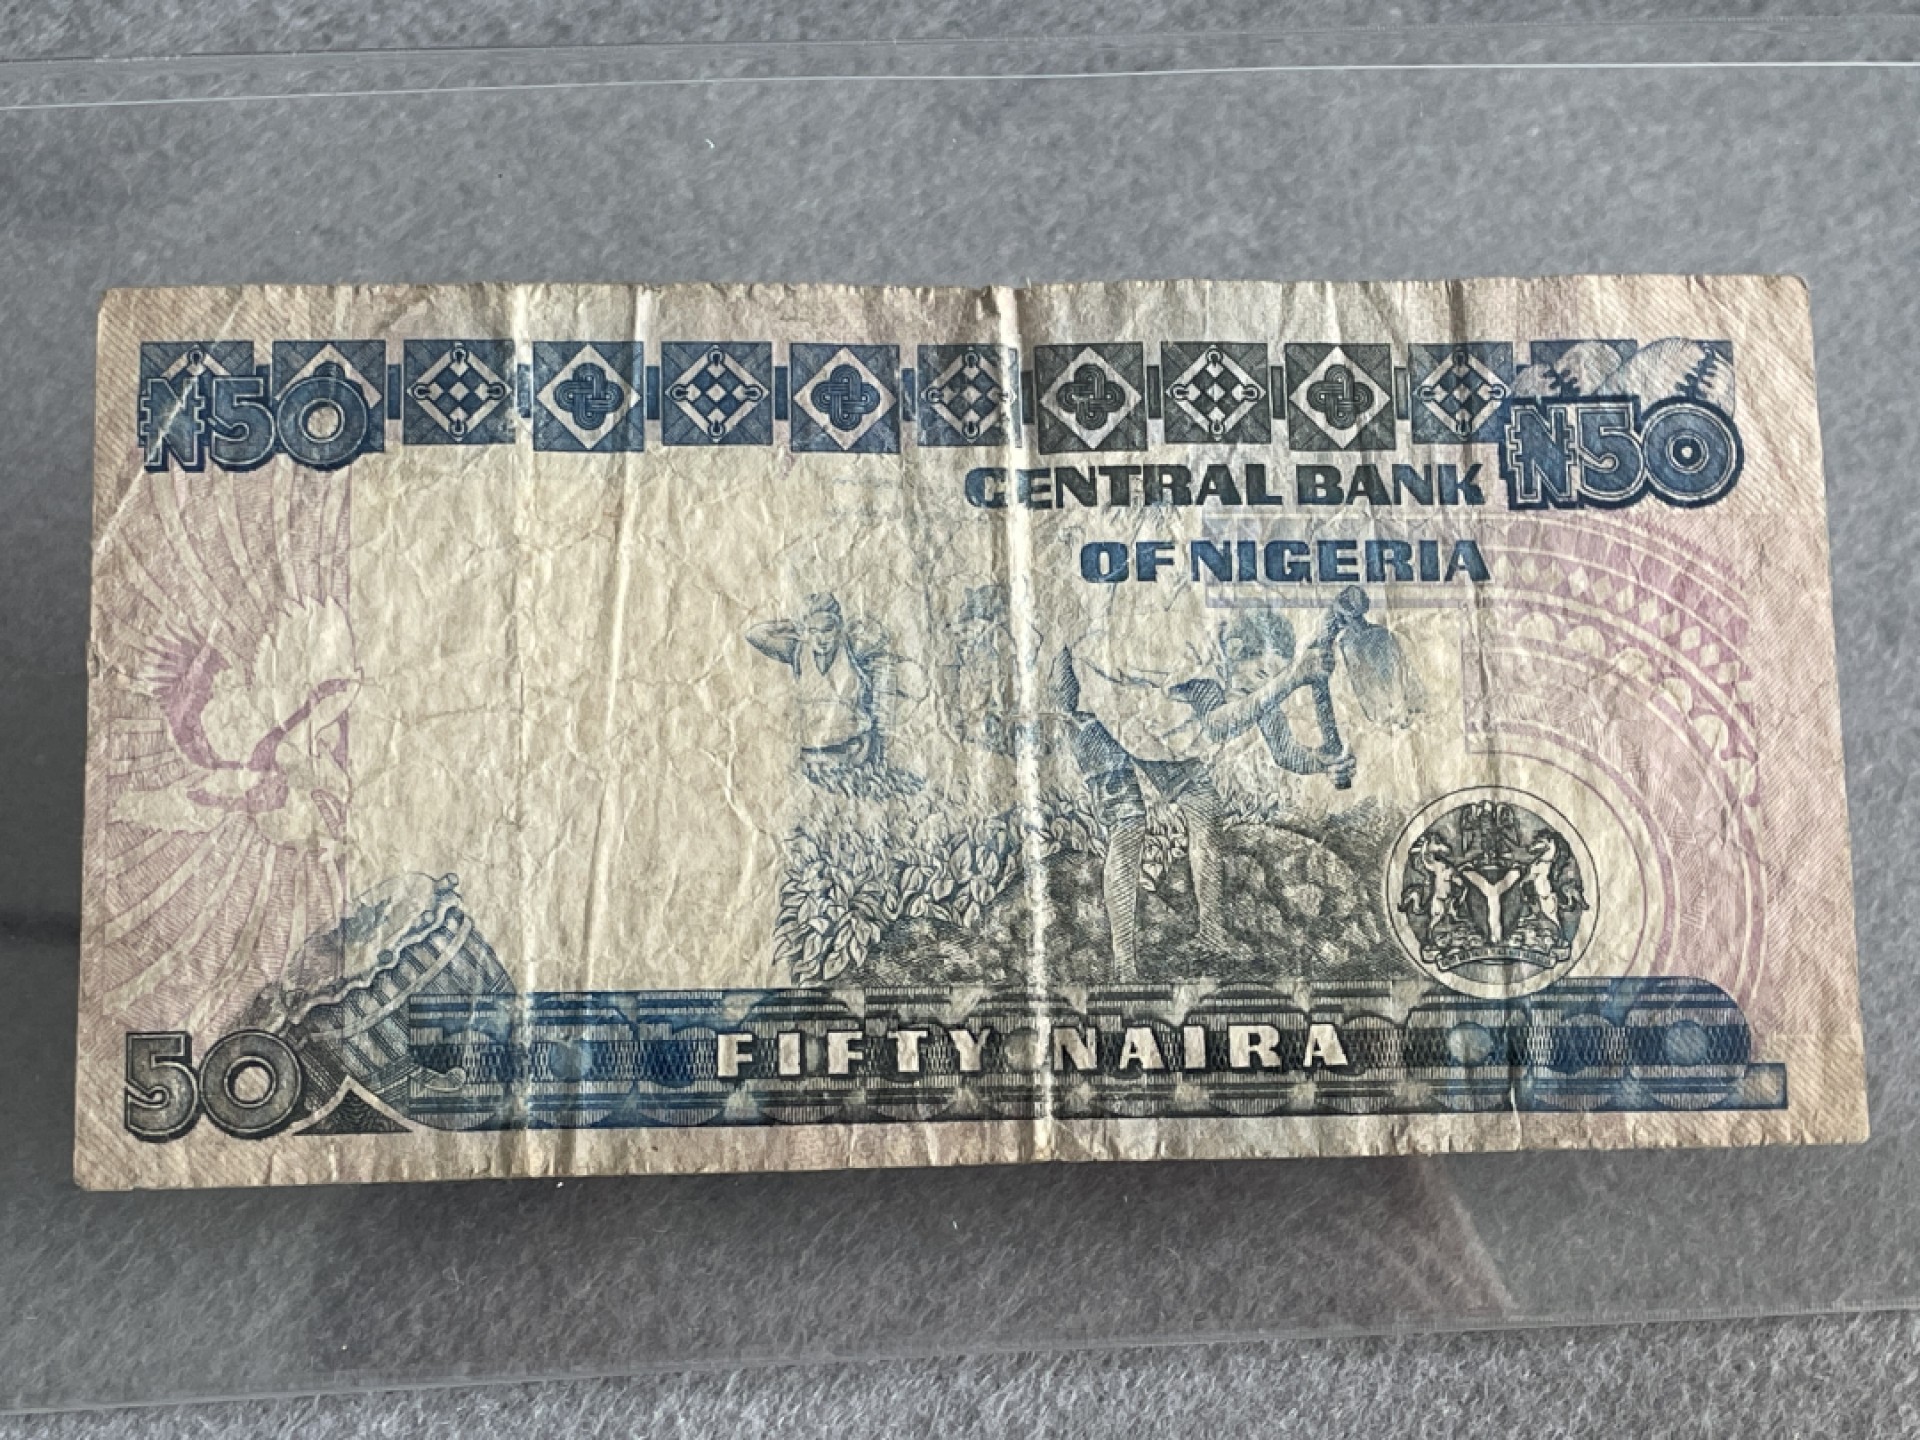 ₦50
CENTRAL BANK
OF NIGERIA
₦50
50
FIFTY NAIRA